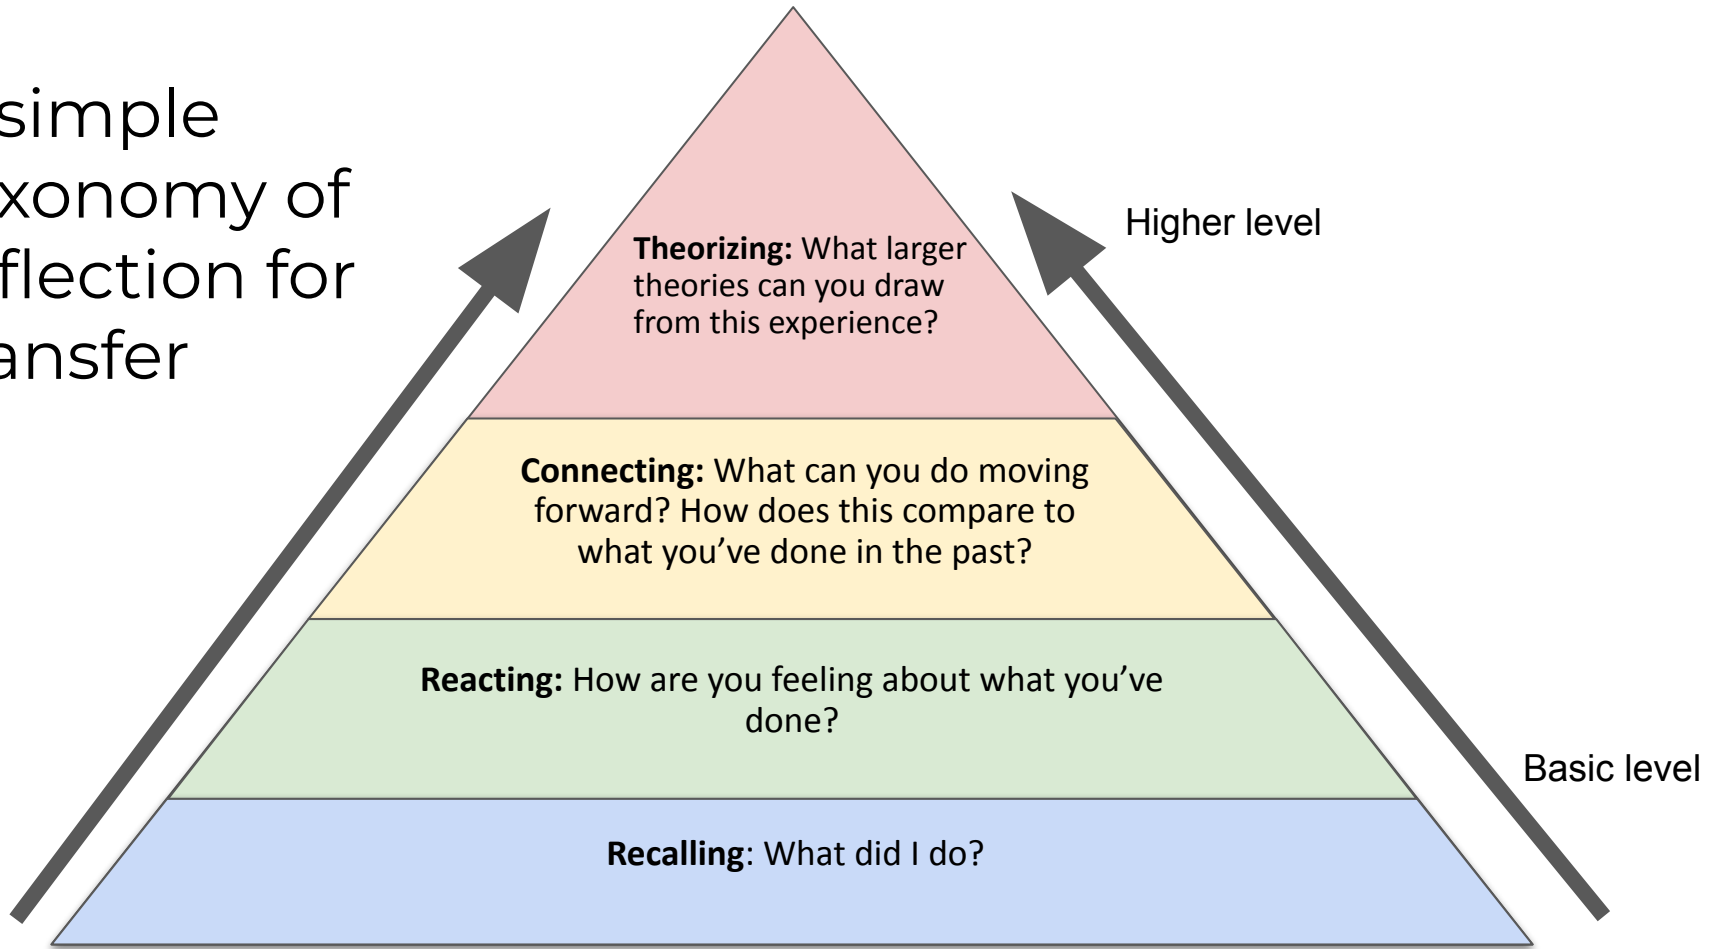 simple
xonomy of
flection for
ansfer
Higher level
Theorizing: What larger
theories can you draw
from this experience?
Connecting: What can you do moving
forward? How does this compare to
what you’ve done in the past?
Reacting: How are you feeling about what you’ve
done?
Basic level
Recalling: What did I do?